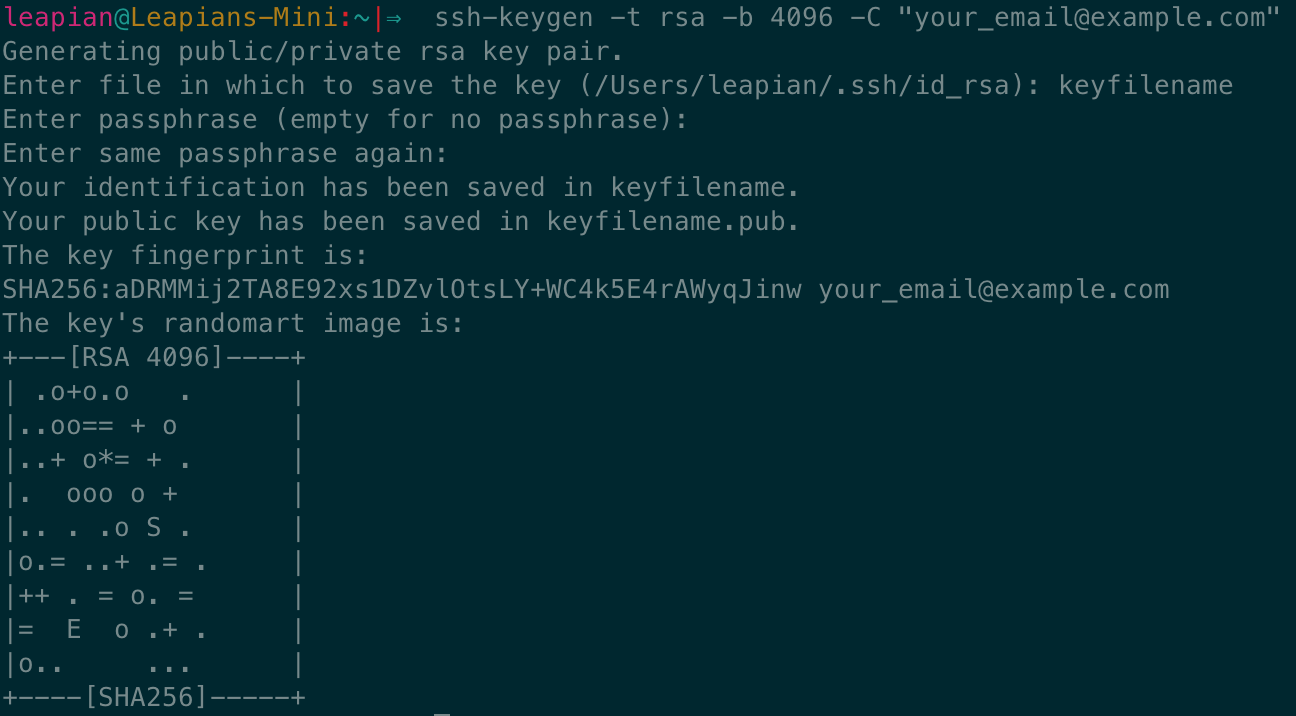 leapian@Leapians-Mini:~|⇒  ssh-keygen -t rsa -b 4096 -C "your_email@example.com"
Generating public/private rsa key pair.
Enter file in which to save the key (/Users/leapian/.ssh/id_rsa): keyfilename
Enter passphrase (empty for no passphrase):
Enter same passphrase again:
Your identification has been saved in keyfilename.
Your public key has been saved in keyfilename.pub.
The key fingerprint is:
SHA256:aDRMMij2TA8E92xs1DZvlOtsLY+WC4k5E4rAWyqJinw your_email@example.com
The key's randomart image is:
+---[RSA 4096]----+
| .o+o.o   .      |
|..oo== + o       |
|..+ o*= + .      |
|.  ooo o +       |
|.. . .o S .      |
|o.= ..+ .= .     |
|++ . = o. =      |
|=  E  o .+ .     |
|o..     ...      |
+----[SHA256]-----+